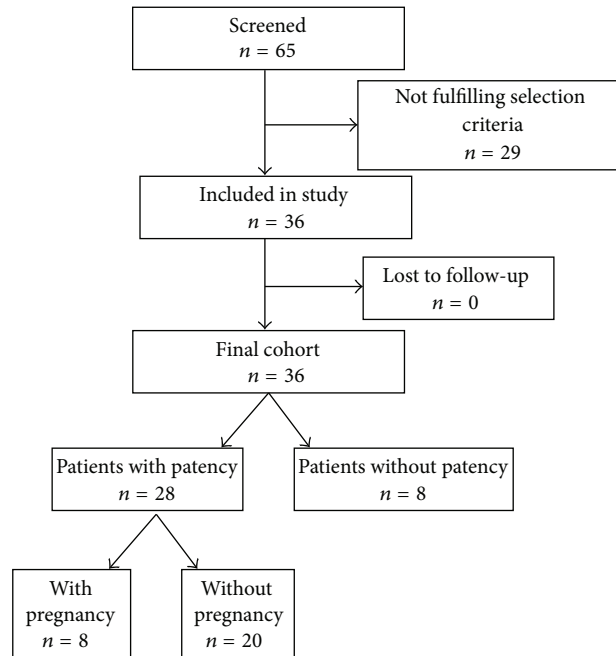 Screened
n = 65
Not fulfilling selection
criteria
n = 29
Included in study
n = 36
Lost to follow-up
n = 0
Final cohort
n = 36
Patients with patency
n = 28
Patients without patency
n = 8
With
pregnancy
n = 8
Without
pregnancy
n = 20